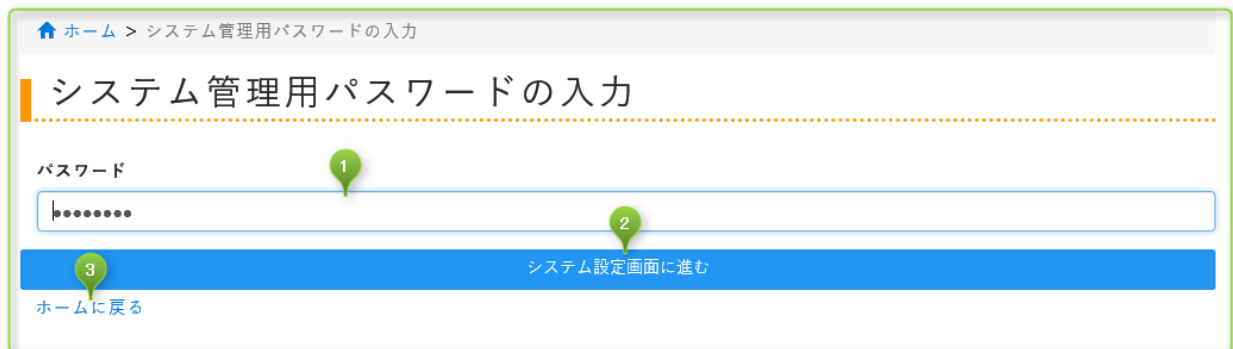 ホーム > システム管理用パスワードの入力
システム管理用パスワードの入力
パスワード
1
••••••••
2
システム設定画面に進む
3
ホームに戻る